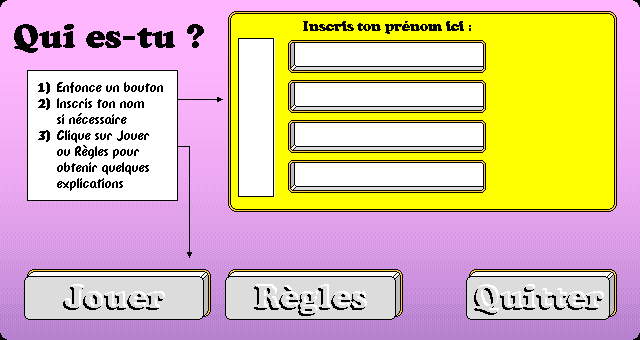 Qui es-tu ?
Inscris ton prénom ici :
1) Enfonce un bouton
2) Inscris ton nom
si nécessaire
3) Clique sur Jouer
ou Règles pour
obtenir quelques
explications
Jouer
Règles
Quitter